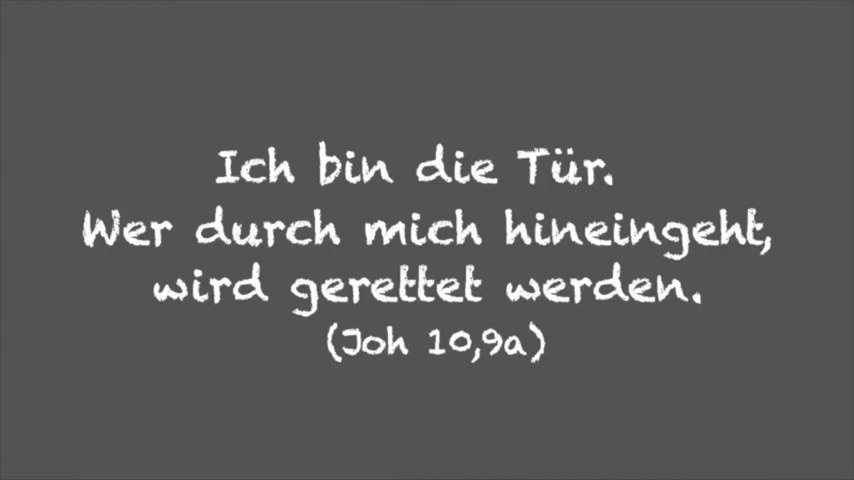 Ich bin die Tür.
Wer durch mich hineingeht,
wird gerettet werden.
(Joh 10,9a)